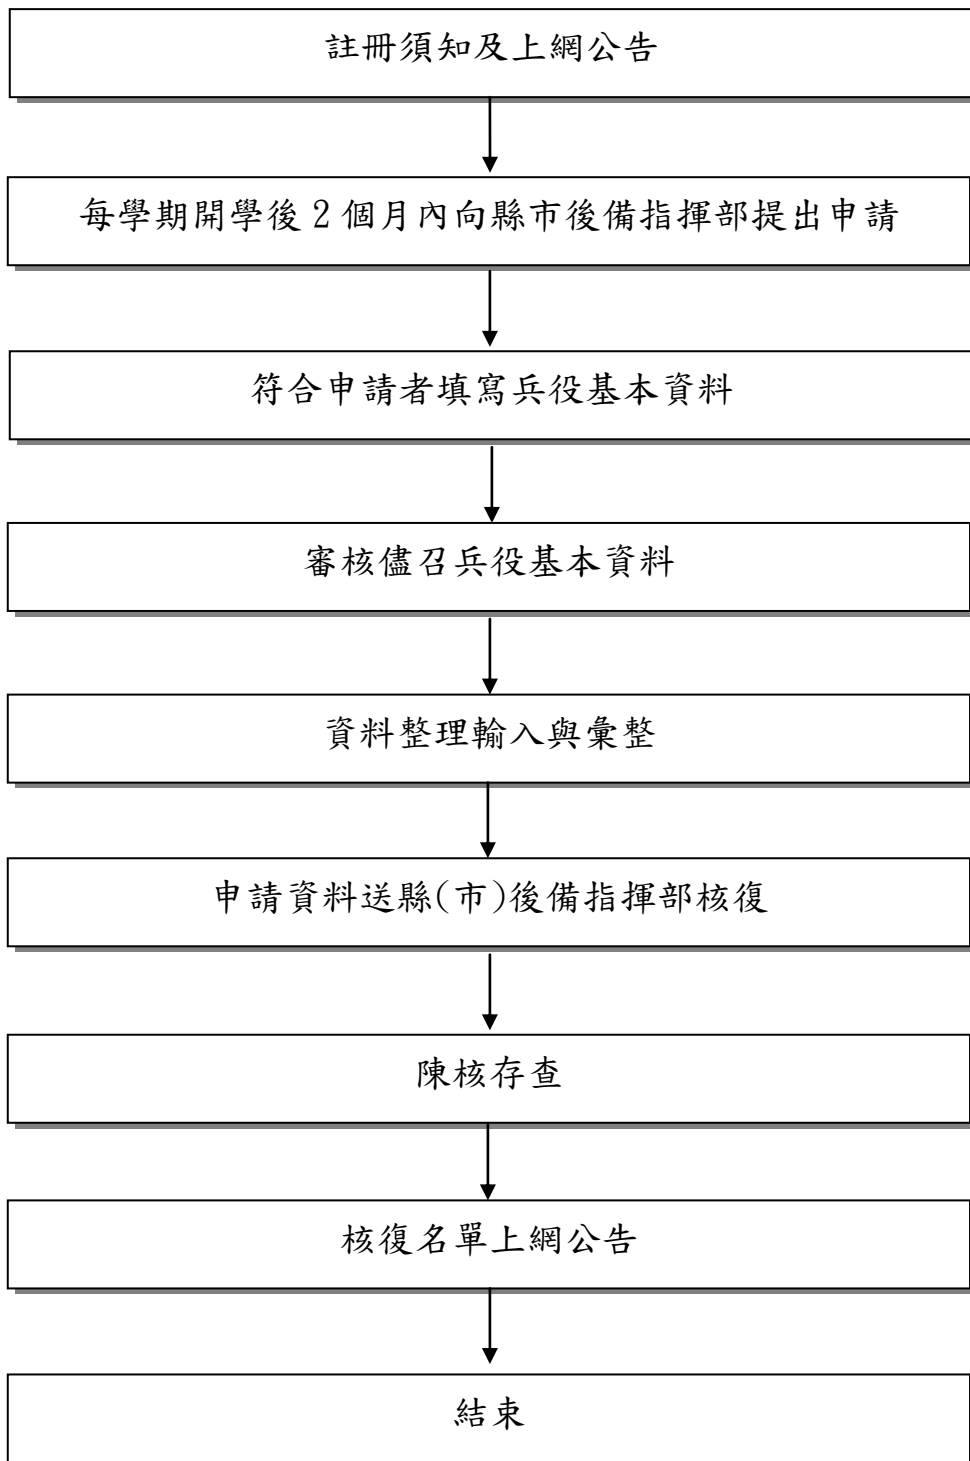 註冊須知及上網公告
每學期開學後 2 個月內向縣市後備指揮部提出申請
符合申請者填寫兵役基本資料
審核儘召兵役基本資料
資料整理輸入與彙整
申請資料送縣(市)後備指揮部核復
陳核存查
核復名單上網公告
結束